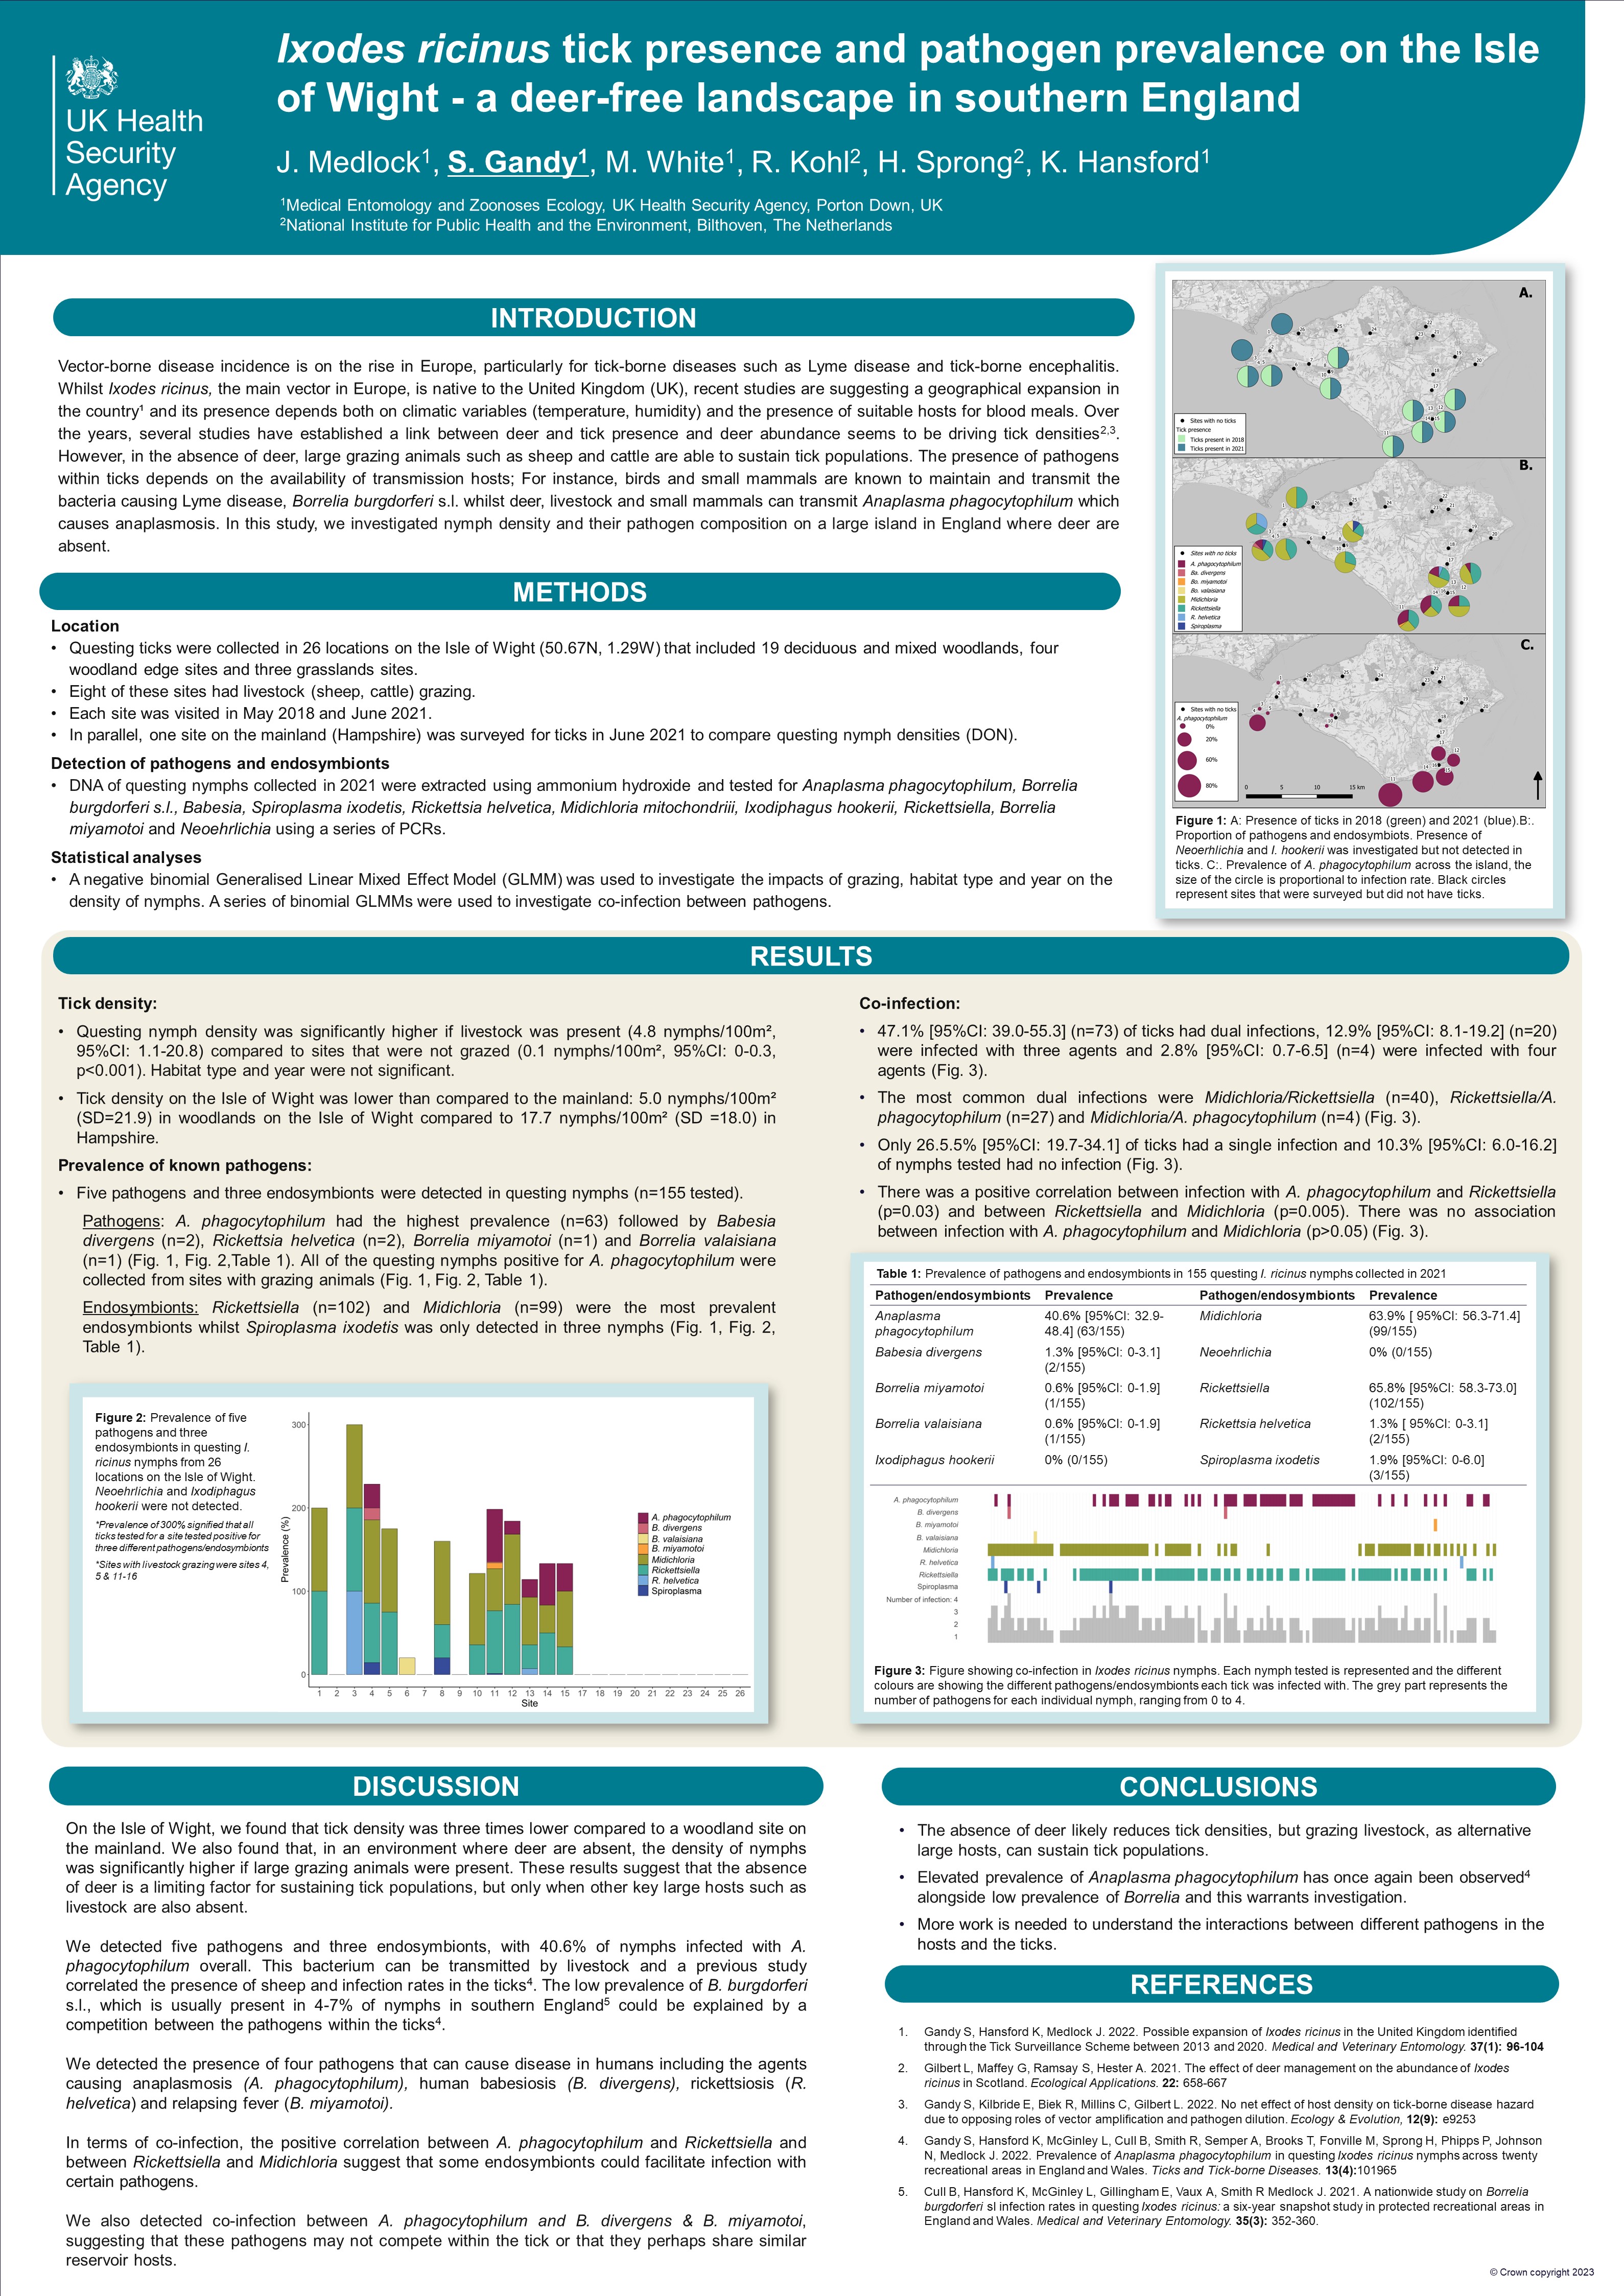 UK Health
Security
Agency
Ixodes ricinus tick presence and pathogen prevalence on the Isle
of Wight - a deer-free landscape in southern England
J. Medlock¹, S. Gandy¹, M. White¹, R. Kohl², H. Sprong², K. Hansford¹
¹Medical Entomology and Zoonoses Ecology, UK Health Security Agency, Porton Down, UK
²National Institute for Public Health and the Environment, Bilthoven, The Netherlands
INTRODUCTION
Vector-borne disease incidence is on the rise in Europe, particularly for tick-borne diseases such as Lyme disease and tick-borne encephalitis.
Whilst Ixodes ricinus, the main vector in Europe, is native to the United Kingdom (UK), recent studies are suggesting a geographical expansion in
the country¹ and its presence depends both on climatic variables (temperature, humidity) and the presence of suitable hosts for blood meals. Over
the years, several studies have established a link between deer and tick presence and deer abundance seems to be driving tick densities²,³.
However, in the absence of deer, large grazing animals such as sheep and cattle are able to sustain tick populations. The presence of pathogens
within ticks depends on the availability of transmission hosts; For instance, birds and small mammals are known to maintain and transmit the
bacteria causing Lyme disease, Borrelia burgdorferi s.l. whilst deer, livestock and small mammals can transmit Anaplasma phagocytophilum which
causes anaplasmosis. In this study, we investigated nymph density and their pathogen composition on a large island in England where deer are
absent.
METHODS
Location
• Questing ticks were collected in 26 locations on the Isle of Wight (50.67N, 1.29W) that included 19 deciduous and mixed woodlands, four
woodland edge sites and three grasslands sites.
• Eight of these sites had livestock (sheep, cattle) grazing.
• Each site was visited in May 2018 and June 2021.
• In parallel, one site on the mainland (Hampshire) was surveyed for ticks in June 2021 to compare questing nymph densities (DON).
Detection of pathogens and endosymbionts
• DNA of questing nymphs collected in 2021 were extracted using ammonium hydroxide and tested for Anaplasma phagocytophilum, Borrelia
burgdorferi s.l., Babesia, Spiroplasma ixodetis, Rickettsia helvetica, Midichloria mitochondriii, Ixodiphagus hookerii, Rickettsiella, Borrelia
miyamotoi and Neoehrlichia using a series of PCRs.
Statistical analyses
• A negative binomial Generalised Linear Mixed Effect Model (GLMM) was used to investigate the impacts of grazing, habitat type and year on the
density of nymphs. A series of binomial GLMMs were used to investigate co-infection between pathogens.
A.
Sites with no ticks
Tick presence
Ticks present in 2018
Ticks present in 2021
B.
Sites with no ticks
A. phagocytophilum
Ba. divergens
Bo. miyamotoi
Bo. valaisiana
Midichloria
Rickettsiella
R. helvetica
Spiroplasma
C.
Sites with no ticks
A. phagocytophilum
0%
20%
60%
80%
0 5 10 15 km
Figure 1: A: Presence of ticks in 2018 (green) and 2021 (blue).B:.
Proportion of pathogens and endosymbiots. Presence of
Neoerhlichia and I. hookerii was investigated but not detected in
ticks. C:. Prevalence of A. phagocytophilum across the island, the
size of the circle is proportional to infection rate. Black circles
represent sites that were surveyed but did not have ticks.
RESULTS
Tick density:
• Questing nymph density was significantly higher if livestock was present (4.8 nymphs/100m²,
95%CI: 1.1-20.8) compared to sites that were not grazed (0.1 nymphs/100m², 95%CI: 0-0.3,
p<0.001). Habitat type and year were not significant.
• Tick density on the Isle of Wight was lower than compared to the mainland: 5.0 nymphs/100m²
(SD=21.9) in woodlands on the Isle of Wight compared to 17.7 nymphs/100m² (SD =18.0) in
Hampshire.
Prevalence of known pathogens:
• Five pathogens and three endosymbionts were detected in questing nymphs (n=155 tested).
Pathogens: A. phagocytophilum had the highest prevalence (n=63) followed by Babesia
divergens (n=2), Rickettsia helvetica (n=2), Borrelia miyamotoi (n=1) and Borrelia valaisiana
(n=1) (Fig. 1, Fig. 2,Table 1). All of the questing nymphs positive for A. phagocytophilum were
collected from sites with grazing animals (Fig. 1, Fig. 2, Table 1).
Endosymbionts: Rickettsiella (n=102) and Midichloria (n=99) were the most prevalent
endosymbionts whilst Spiroplasma ixodetis was only detected in three nymphs (Fig. 1, Fig. 2,
Table 1).
Figure 2: Prevalence of five
pathogens and three
endosymbionts in questing I.
ricinus nymphs from 26
locations on the Isle of Wight.
Neoehrlichia and Ixodiphagus
hookerii were not detected.
*Prevalence of 300% signified that all
ticks tested for a site tested positive for
three different pathogens/endosymbionts
*Sites with livestock grazing were sites 4,
5 & 11-16
Prevalence (%)
300
200
100
0
1 2 3 4 5 6 7 8 9 10 11 12 13 14 15 17 18 19 20 21 22 23 24 25 26
Site
A. phagocytophilum
B. divergens
B. valaisiana
B. miyamotoi
Midichloria
Rickettsiella
R. helvetica
Spiroplasma
Co-infection:
• 47.1% [95%CI: 39.0-55.3] (n=73) of ticks had dual infections, 12.9% [95%CI: 8.1-19.2] (n=20)
were infected with three agents and 2.8% [95%CI: 0.7-6.5] (n=4) were infected with four
agents (Fig. 3).
• The most common dual infections were Midichloria/Rickettsiella (n=40), Rickettsiella/A.
phagocytophilum (n=27) and Midichloria/A. phagocytophilum (n=4) (Fig. 3).
• Only 26.5.5% [95%CI: 19.7-34.1] of ticks had a single infection and 10.3% [95%CI: 6.0-16.2]
of nymphs tested had no infection (Fig. 3).
• There was a positive correlation between infection with A. phagocytophilum and Rickettsiella
(p=0.03) and between Rickettsiella and Midichloria (p=0.005). There was no association
between infection with A. phagocytophilum and Midichloria (p>0.05) (Fig. 3).
Table 1: Prevalence of pathogens and endosymbionts in 155 questing I. ricinus nymphs collected in 2021
Pathogen/endosymbionts Prevalence Pathogen/endosymbionts Prevalence
Anaplasma 40.6% [95%CI: 32.9- Midichloria 63.9% [ 95%CI: 56.3-71.4]
phagocytophilum 48.4] (63/155) (99/155)
Babesia divergens 1.3% [95%CI: 0-3.1] Neoehrlichia 0% (0/155)
(2/155)
Borrelia miyamotoi 0.6% [95%CI: 0-1.9] Rickettsiella 65.8% [95%CI: 58.3-73.0]
(1/155) (102/155)
Borrelia valaisiana 0.6% [95%CI: 0-1.9] Rickettsia helvetica 1.3% [ 95%CI: 0-3.1]
(1/155) (2/155)
Ixodiphagus hookerii 0% (0/155) Spiroplasma ixodetis 1.9% [95%CI: 0-6.0]
(3/155)
A. phagocytophilum
B. divergens
B. miyamotoi
B. valaisiana
Midichloria
R. helvetica
Rickettsiella
Spiroplasma
Number of infection: 4
3
2
1
Figure 3: Figure showing co-infection in Ixodes ricinus nymphs. Each nymph tested is represented and the different
colours are showing the different pathogens/endosymbionts each tick was infected with. The grey part represents the
number of pathogens for each individual nymph, ranging from 0 to 4.
DISCUSSION
On the Isle of Wight, we found that tick density was three times lower compared to a woodland site on
the mainland. We also found that, in an environment where deer are absent, the density of nymphs
was significantly higher if large grazing animals were present. These results suggest that the absence
of deer is a limiting factor for sustaining tick populations, but only when other key large hosts such as
livestock are also absent.
We detected five pathogens and three endosymbionts, with 40.6% of nymphs infected with A.
phagocytophilum overall. This bacterium can be transmitted by livestock and a previous study
correlated the presence of sheep and infection rates in the ticks⁴. The low prevalence of B. burgdorferi
s.l., which is usually present in 4-7% of nymphs in southern England⁵ could be explained by a
competition between the pathogens within the ticks⁴.
We detected the presence of four pathogens that can cause disease in humans including the agents
causing anaplasmosis (A. phagocytophilum), human babesiosis (B. divergens), rickettsiosis (R.
helvetica) and relapsing fever (B. miyamotoi).
In terms of co-infection, the positive correlation between A. phagocytophilum and Rickettsiella and
between Rickettsiella and Midichloria suggest that some endosymbionts could facilitate infection with
certain pathogens.
We also detected co-infection between A. phagocytophilum and B. divergens & B. miyamotoi,
suggesting that these pathogens may not compete within the tick or that they perhaps share similar
reservoir hosts.
CONCLUSIONS
• The absence of deer likely reduces tick densities, but grazing livestock, as alternative
large hosts, can sustain tick populations.
• Elevated prevalence of Anaplasma phagocytophilum has once again been observed⁴
alongside low prevalence of Borrelia and this warrants investigation.
• More work is needed to understand the interactions between different pathogens in the
hosts and the ticks.
REFERENCES
1. Gandy S, Hansford K, Medlock J. 2022. Possible expansion of Ixodes ricinus in the United Kingdom identified
through the Tick Surveillance Scheme between 2013 and 2020. Medical and Veterinary Entomology. 37(1): 96-104
2. Gilbert L, Maffey G, Ramsay S, Hester A. 2021. The effect of deer management on the abundance of Ixodes
ricinus in Scotland. Ecological Applications. 22: 658-667
3. Gandy S, Kilbride E, Biek R, Millins C, Gilbert L. 2022. No net effect of host density on tick-borne disease hazard
due to opposing roles of vector amplification and pathogen dilution. Ecology & Evolution, 12(9): e9253
4. Gandy S, Hansford K, McGinley L, Cull B, Smith R, Semper A, Brooks T, Fonville M, Sprong H, Phipps P, Johnson
N, Medlock J. 2022. Prevalence of Anaplasma phagocytophilum in questing Ixodes ricinus nymphs across twenty
recreational areas in England and Wales. Ticks and Tick-borne Diseases. 13(4):101965
5. Cull B, Hansford K, McGinley L, Gillingham E, Vaux A, Smith R Medlock J. 2021. A nationwide study on Borrelia
burgdorferi sl infection rates in questing Ixodes ricinus: a six-year snapshot study in protected recreational areas in
England and Wales. Medical and Veterinary Entomology. 35(3): 352-360.
© Crown copyright 2023